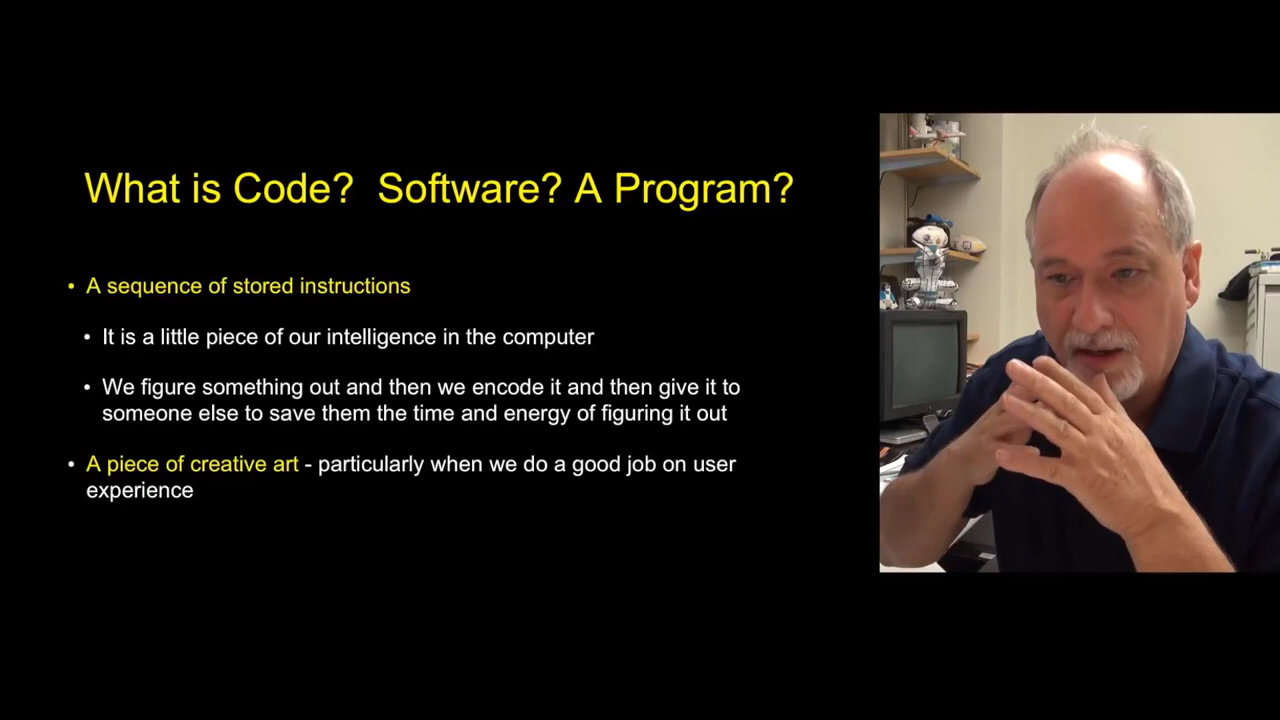 What is Code? Software? A Program?
• A sequence of stored instructions
• It is a little piece of our intelligence in the computer
• We figure something out and then we encode it and then give it to
someone else to save them the time and energy of figuring it out
• A piece of creative art - particularly when we do a good job on user
experience